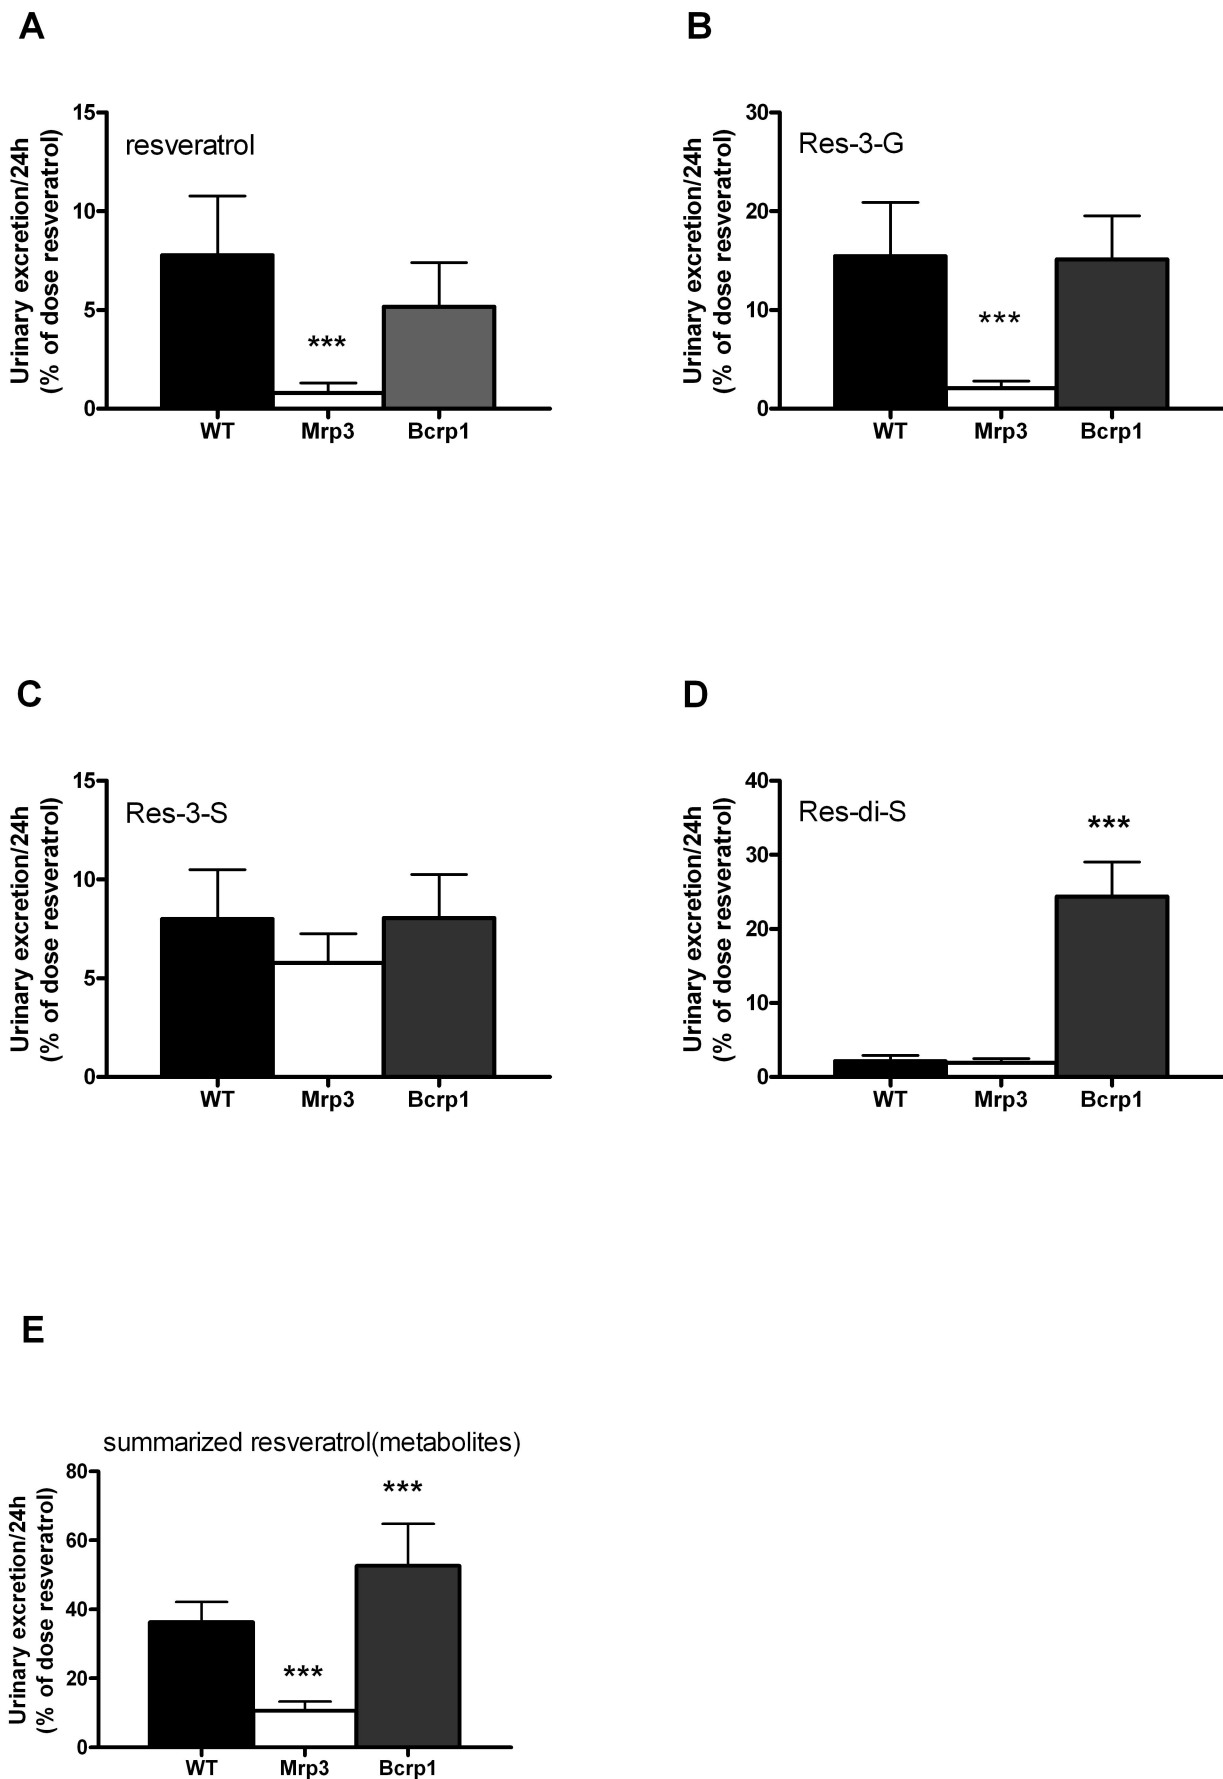 A
resveratrol
Urinary excretion/24h
(% of dose resveratrol)
15
10
5
0
***
WT Mrp3 Bcrp1
B
Res-3-G
Urinary excretion/24h
(% of dose resveratrol)
30
20
10
0
***
WT Mrp3 Bcrp1
C
Res-3-S
Urinary excretion/24h
(% of dose resveratrol)
15
10
5
0
WT Mrp3 Bcrp1
D
Res-di-S
Urinary excretion/24h
(% of dose resveratrol)
40
30
20
10
0
***
WT Mrp3 Bcrp1
E
summarized resveratrol(metabolites)
Urinary excretion/24h
(% of dose resveratrol)
80
60
40
20
0
***
***
WT Mrp3 Bcrp1